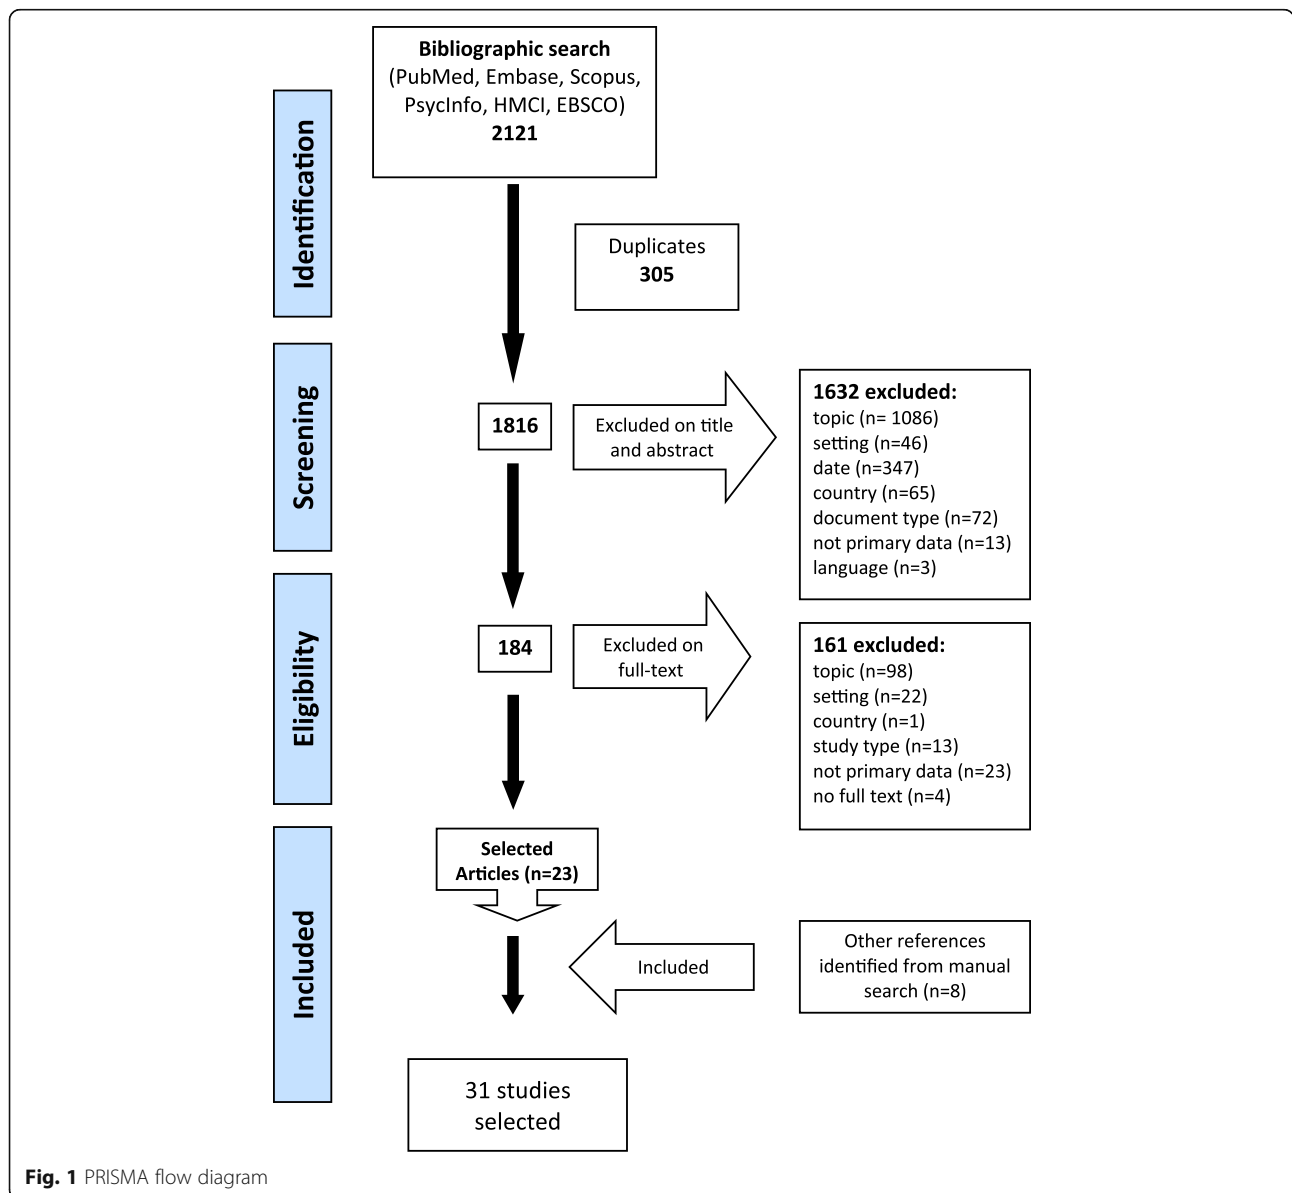 Bibliographic search
(PubMed, Embase, Scopus,
PsycInfo, HMCI, EBSCO)
2121
Identification
Duplicates
305
Screening
1816
Excluded on title
and abstract
1632 excluded:
topic (n= 1086)
setting (n=46)
date (n=347)
country (n=65)
document type (n=72)
not primary data (n=13)
language (n=3)
Eligibility
184
Excluded on
full-text
161 excluded:
topic (n=98)
setting (n=22)
country (n=1)
study type (n=13)
not primary data (n=23)
no full text (n=4)
Included
Selected
Articles (n=23)
Included
Other references
identified from manual
search (n=8)
31 studies
selected
Fig. 1 PRISMA flow diagram